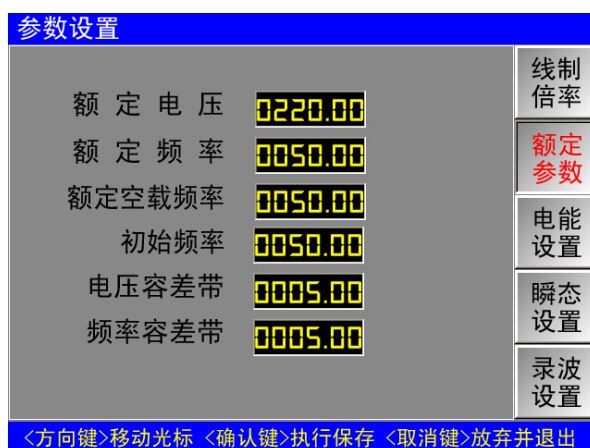 参数设置
额定电压 0220.00
额定频率 0050.00
额定空载频率 0050.00
初始频率 0050.00
电压容差带 0005.00
频率容差带 0005.00
线制
倍率
额定
参数
电能
设置
瞬态
设置
录波
设置
<方向键>移动光标 <确认键>执行保存 <取消键>放弃并退出